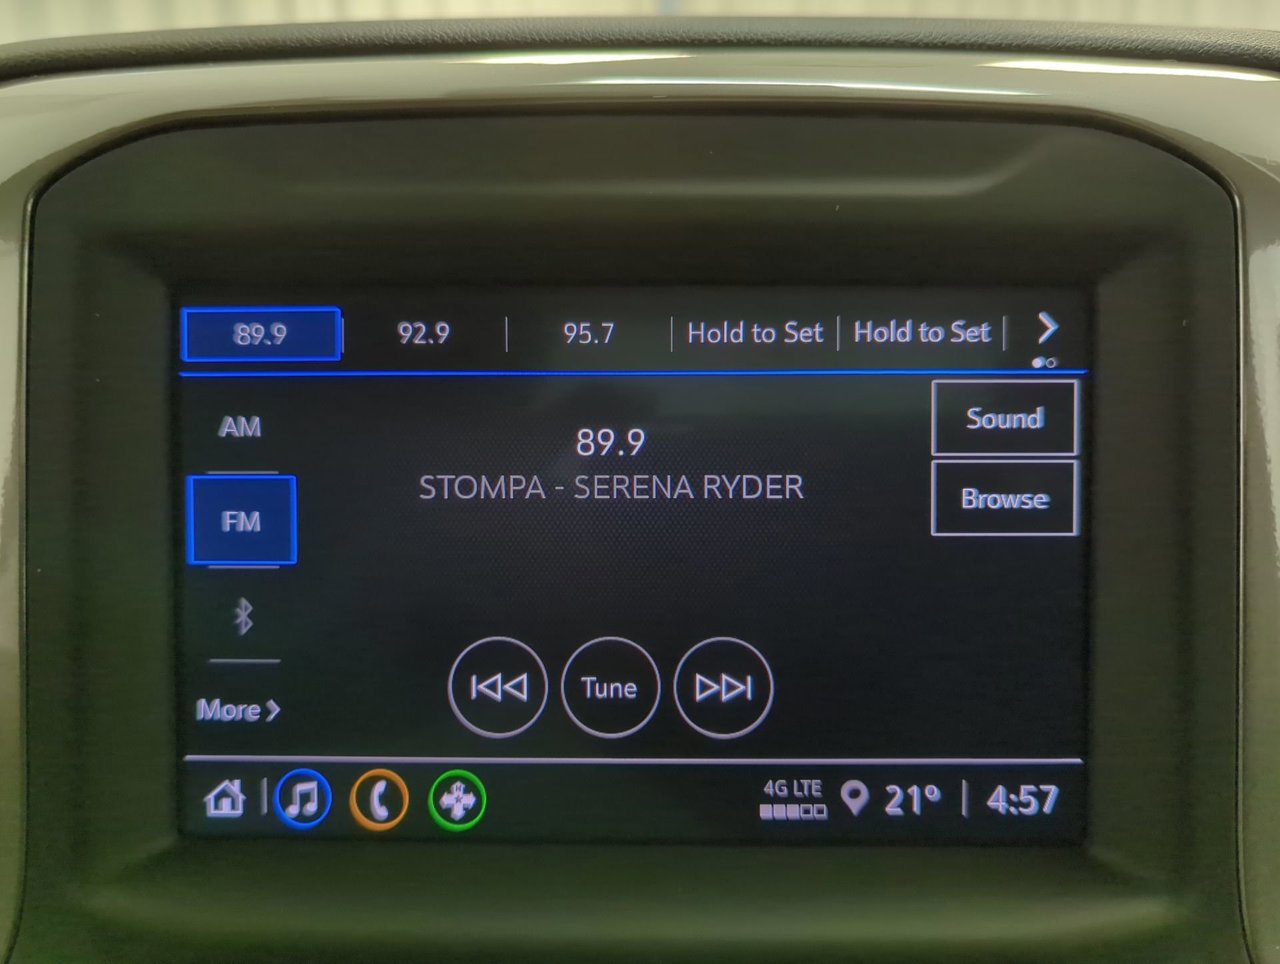 89.9 92.9 95.7 Hold to Set Hold to Set
AM
89.9
Sound
STOMPA - SERENA RYDER
Browse
FM
Tune
More
4G LTE
21° 4:57